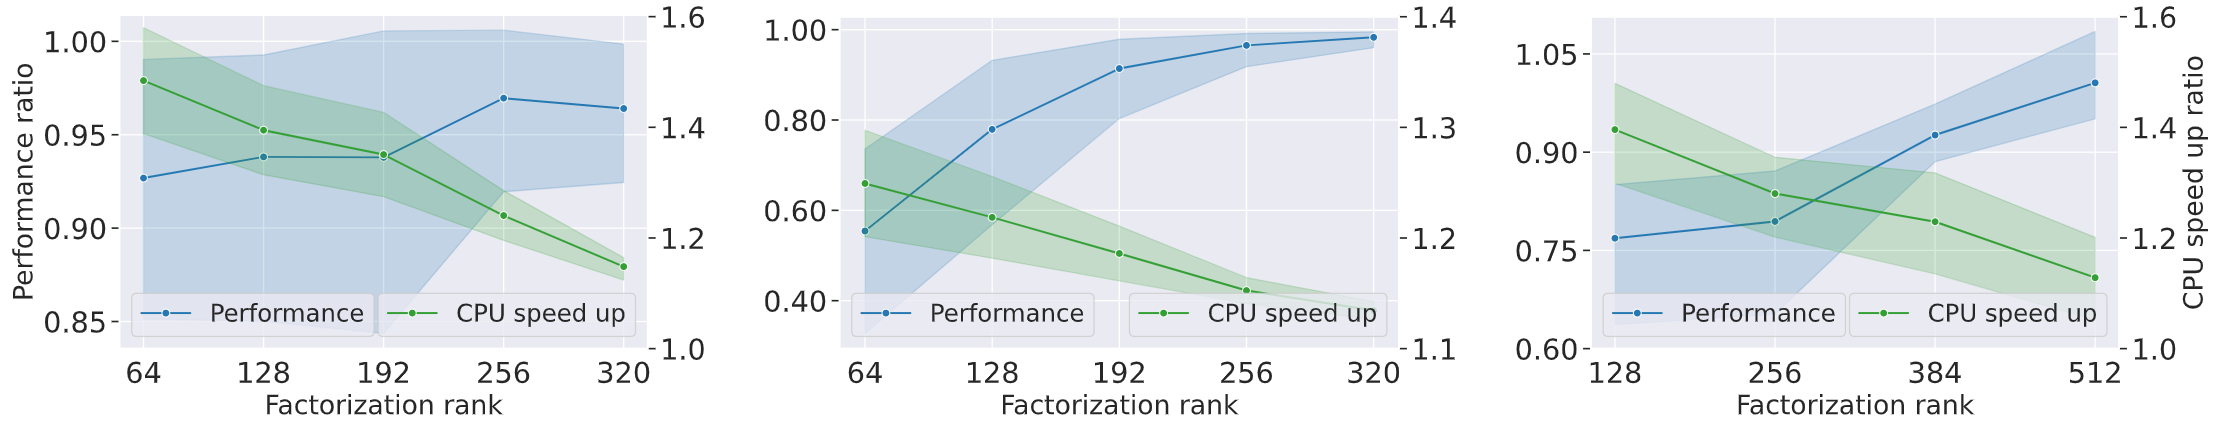 Performance ratio
1.00
0.95
0.90
0.85
1.6
1.4
1.2
1.0
Performance
CPU speed up
64 128 192 256 320
Factorization rank
1.00
0.80
0.60
0.40
1.4
1.3
1.2
1.1
Performance
CPU speed up
64 128 192 256 320
Factorization rank
1.05
0.90
0.75
0.60
1.6
1.4
1.2
1.0
CPU speed up ratio
Performance
CPU speed up
128 256 384 512
Factorization rank